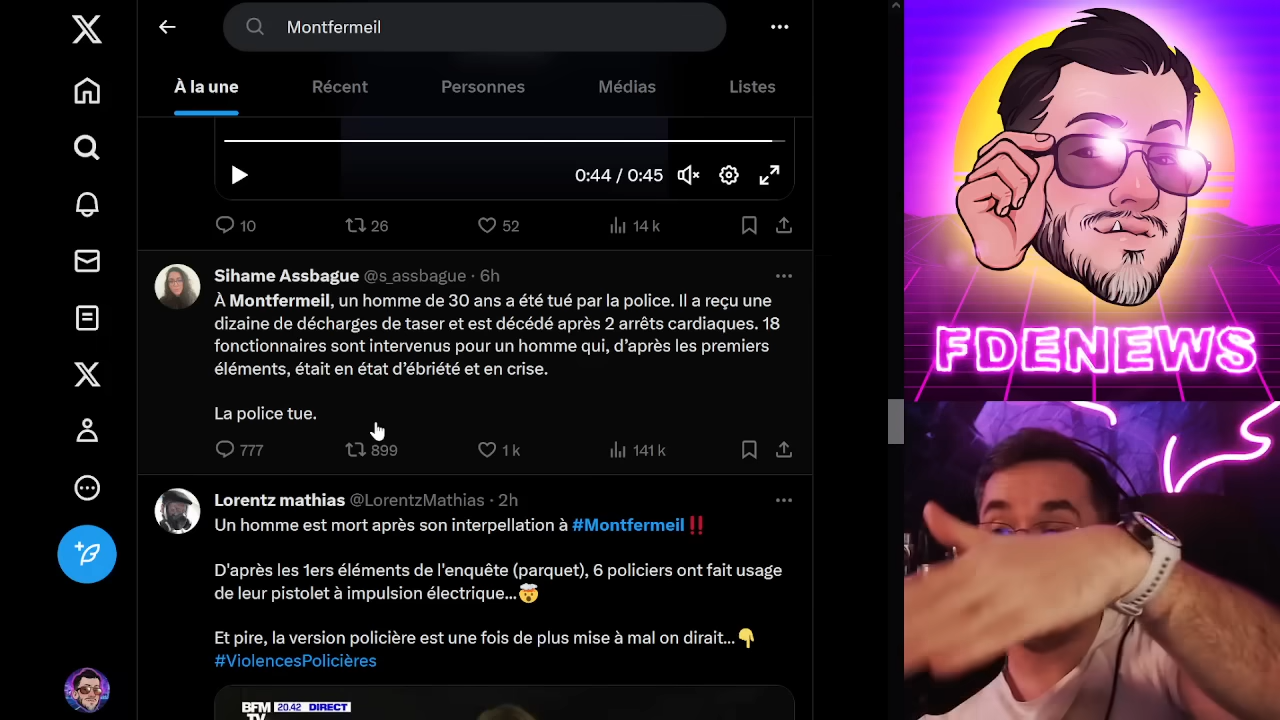 Montfermeil
À la une
Récent
Personnes
Médias
Listes
0:44 / 0:45
10
26
52
14 k
Sihame Assbague @s_assbague · 6h
À Montfermeil, un homme de 30 ans a été tué par la police. Il a reçu une
dizaine de décharges de taser et est décédé après 2 arrêts cardiaques. 18
fonctionnaires sont intervenus pour un homme qui, d’après les premiers
éléments, était en état d’ébriété et en crise.
La police tue.
777
899
1 k
141 k
Lorentz mathias @LorentzMathias · 2h
Un homme est mort après son interpellation à #Montfermeil‼️
D'après les 1ers éléments de l'enquête (parquet), 6 policiers ont fait usage
de leur pistolet à impulsion électrique...🤯
Et pire, la version policière est une fois de plus mise à mal on dirait...👇
#ViolencesPolicières
BFM
TV
20.42 DIRECT
FDENEWS